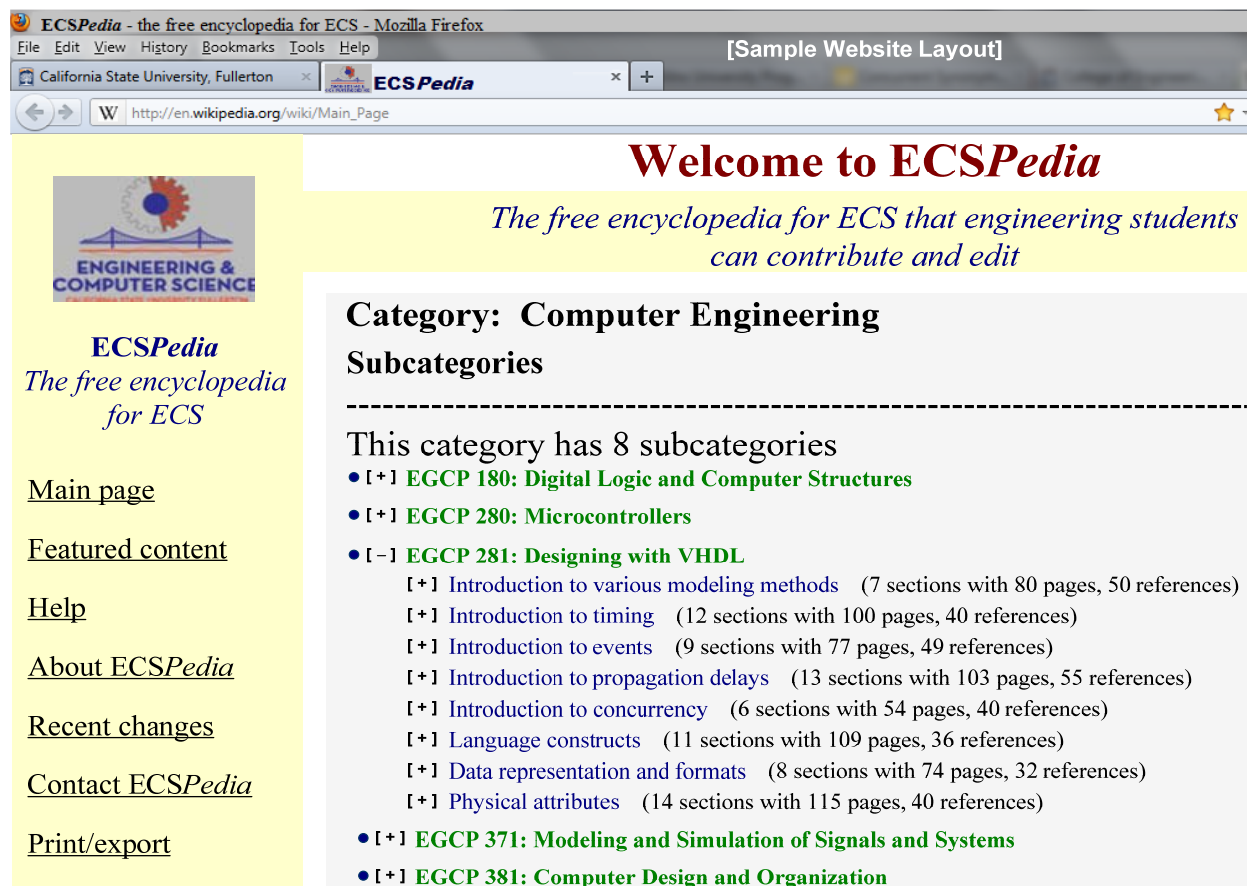 ECSPedia - the free encyclopedia for ECS - Mozilla Firefox
File Edit View History Bookmarks Tools Help
[Sample Website Layout]
California State University, Fullerton × ECSPedia × +
W http://en.wikipedia.org/wiki/Main_Page
ENGINEERING &
COMPUTER SCIENCE
CALIFORNIA STATE UNIVERSITY FULLERTON
ECSPedia
The free encyclopedia
for ECS
Main page
Featured content
Help
About ECSPedia
Recent changes
Contact ECSPedia
Print/export
Welcome to ECSPedia
The free encyclopedia for ECS that engineering students
can contribute and edit
Category: Computer Engineering
Subcategories
This category has 8 subcategories
[+] EGCP 180: Digital Logic and Computer Structures
[+] EGCP 280: Microcontrollers
[−] EGCP 281: Designing with VHDL
[+] Introduction to various modeling methods (7 sections with 80 pages, 50 references)
[+] Introduction to timing (12 sections with 100 pages, 40 references)
[+] Introduction to events (9 sections with 77 pages, 49 references)
[+] Introduction to propagation delays (13 sections with 103 pages, 55 references)
[+] Introduction to concurrency (6 sections with 54 pages, 40 references)
[+] Language constructs (11 sections with 109 pages, 36 references)
[+] Data representation and formats (8 sections with 74 pages, 32 references)
[+] Physical attributes (14 sections with 115 pages, 40 references)
[+] EGCP 371: Modeling and Simulation of Signals and Systems
[+] EGCP 381: Computer Design and Organization